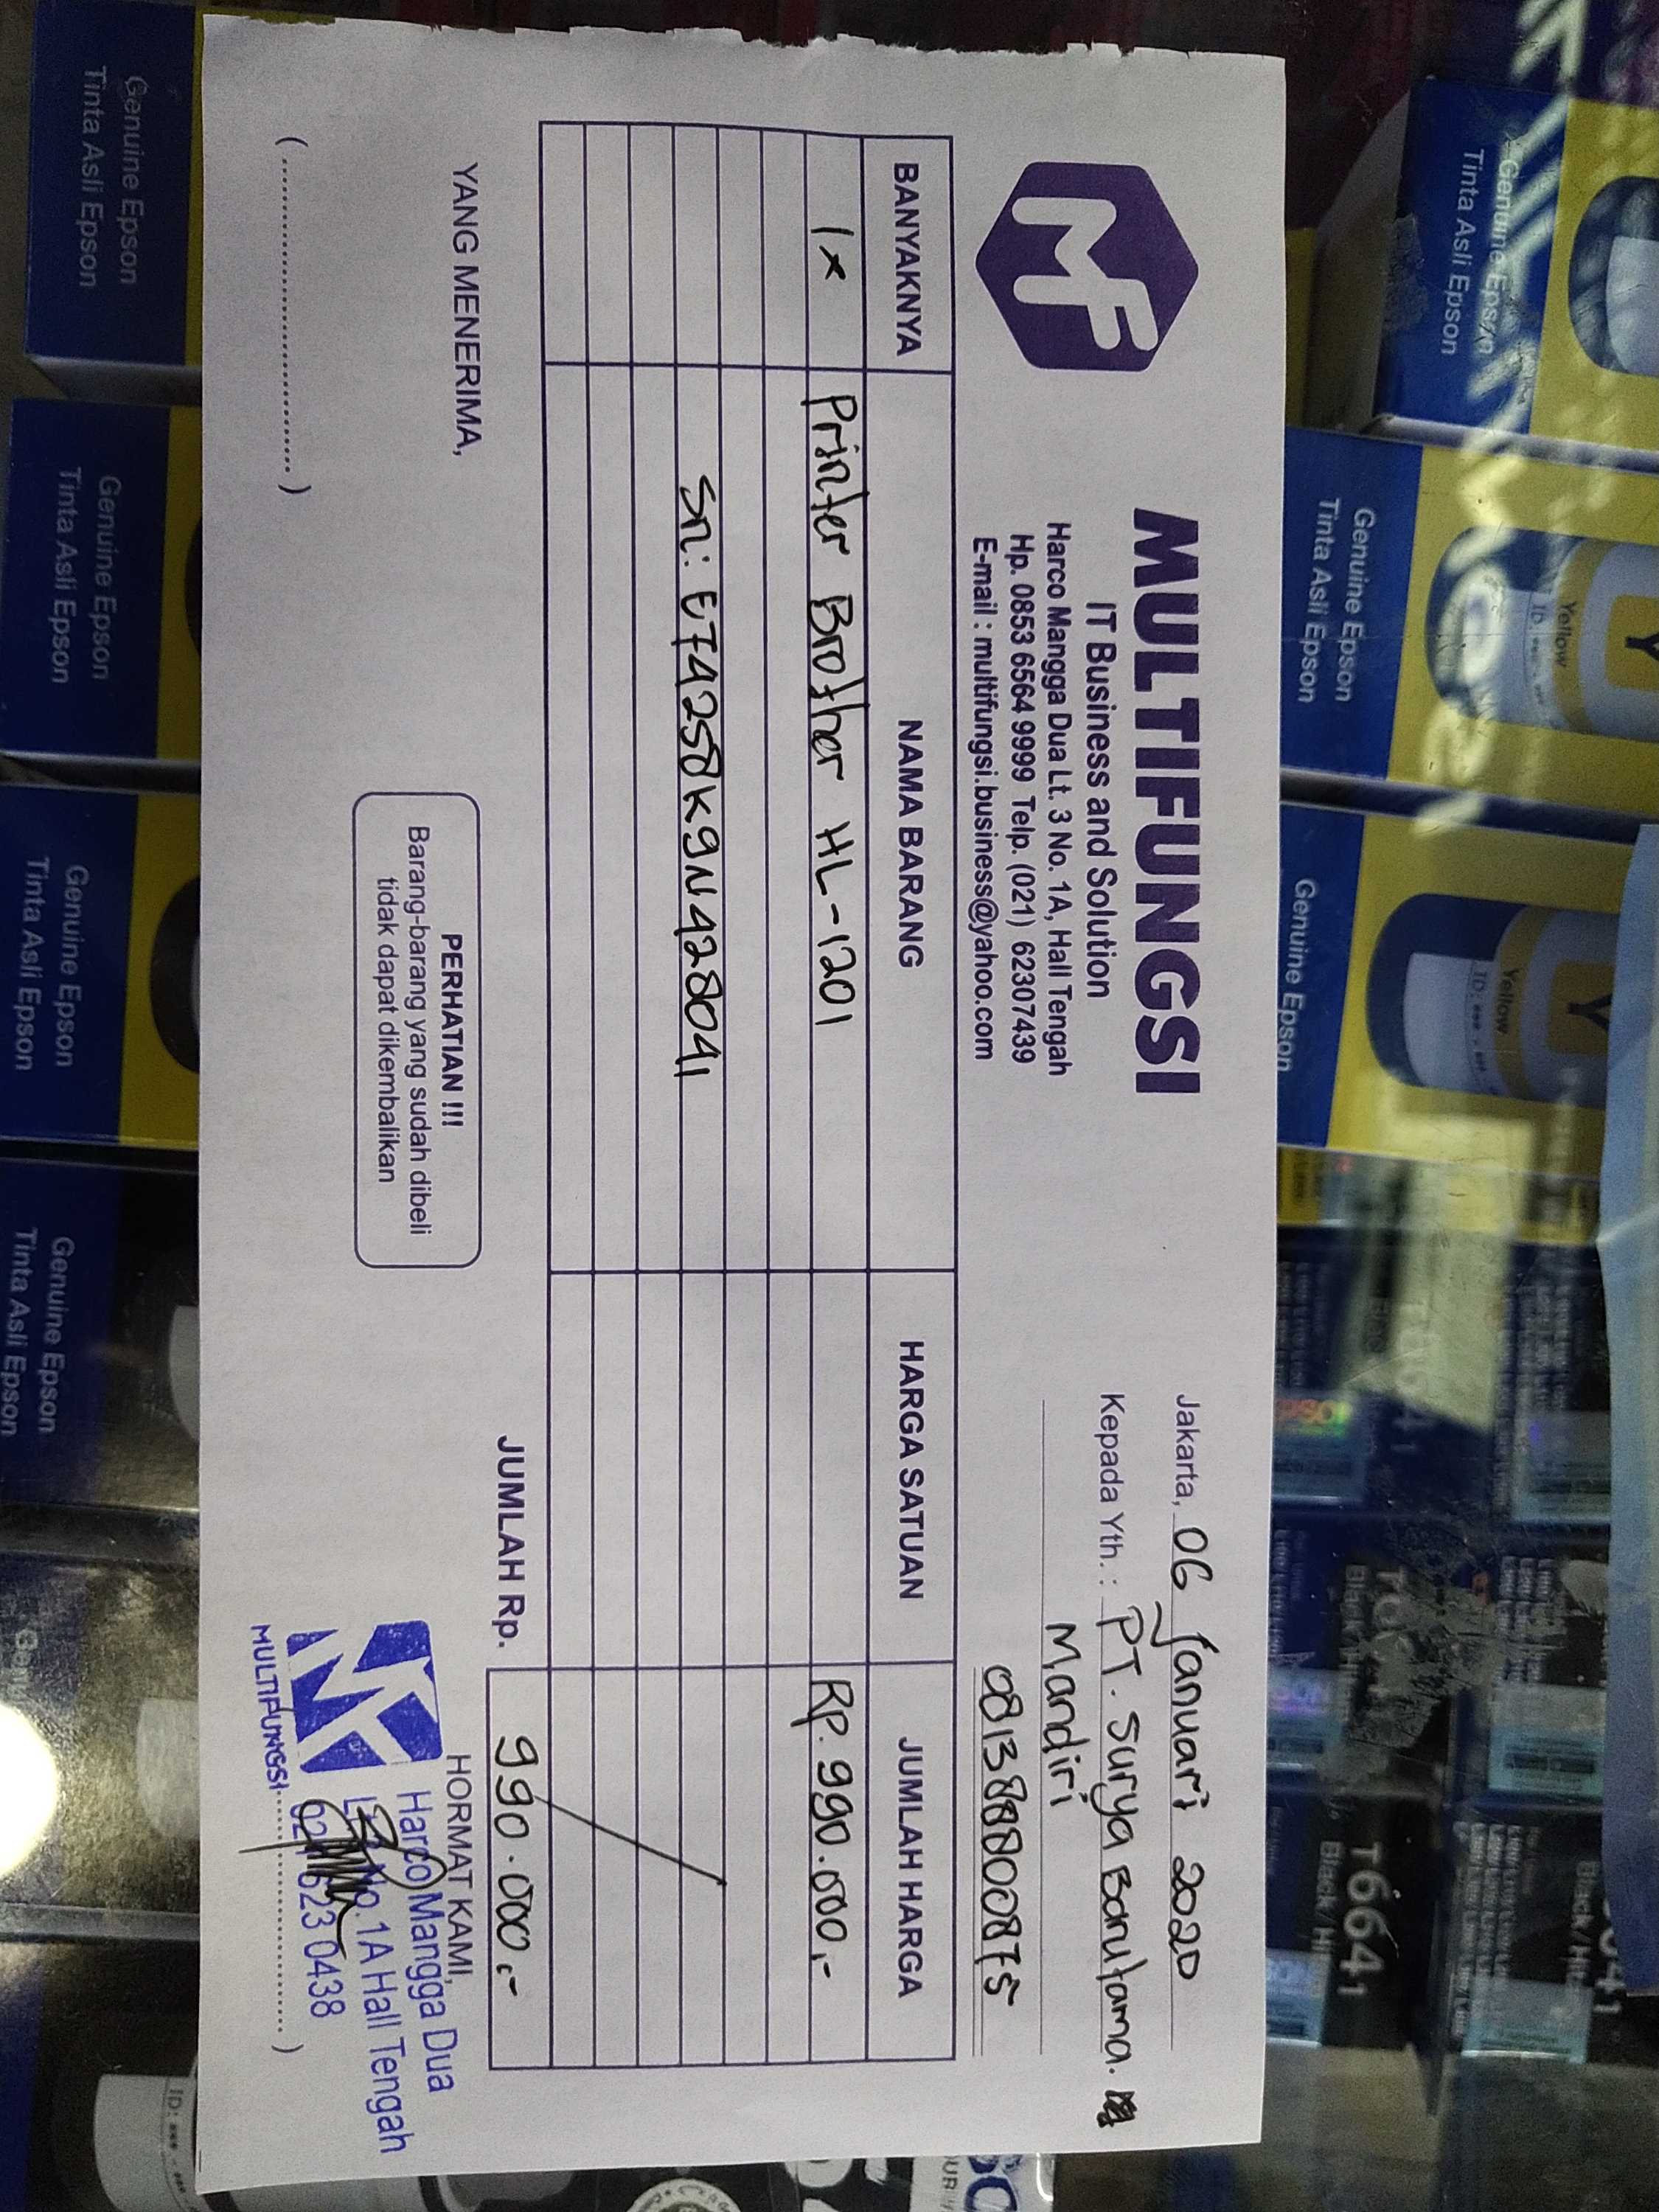 MF
MULTIFUNGSI
IT Business and Solution
Harco Mangga Dua Lt. 3 No. 1A, Hall Tengah
Hp. 0853 6564 9999 Telp. (021) 62307439
E-mail : multifungsi.business@yahoo.com
Jakarta, 06 Januari 2020
Kepada Yth. : PT. Surya Barutama.
Mandiri
081388800875
BANYAKNYA NAMA BARANG HARGA SATUAN JUMLAH HARGA
1x Printer Brother HL-1201 Rp. 990.000,-
Sn: E74258K9N428041
JUMLAH Rp. 990.000,-
YANG MENERIMA,
(....................................)
PERHATIAN !!!
Barang-barang yang sudah dibeli
tidak dapat dikembalikan
HORMAT KAMI,
Harco Mangga Dua
No. 1A Hall Tengah
623 0438
MULTIFUNGSI
Genuine Epson
Tinta Asli Epson
Genuine Epson
Tinta Asli Epson
Yellow
Genuine Epson
Yellow
T6641
Black
Genuine Epson
Tinta Asli Epson
Genuine Epson
Tinta Asli Epson
Genuine Epson
Tinta Asli Epson
Genuine Epson
Tinta Asli Epson